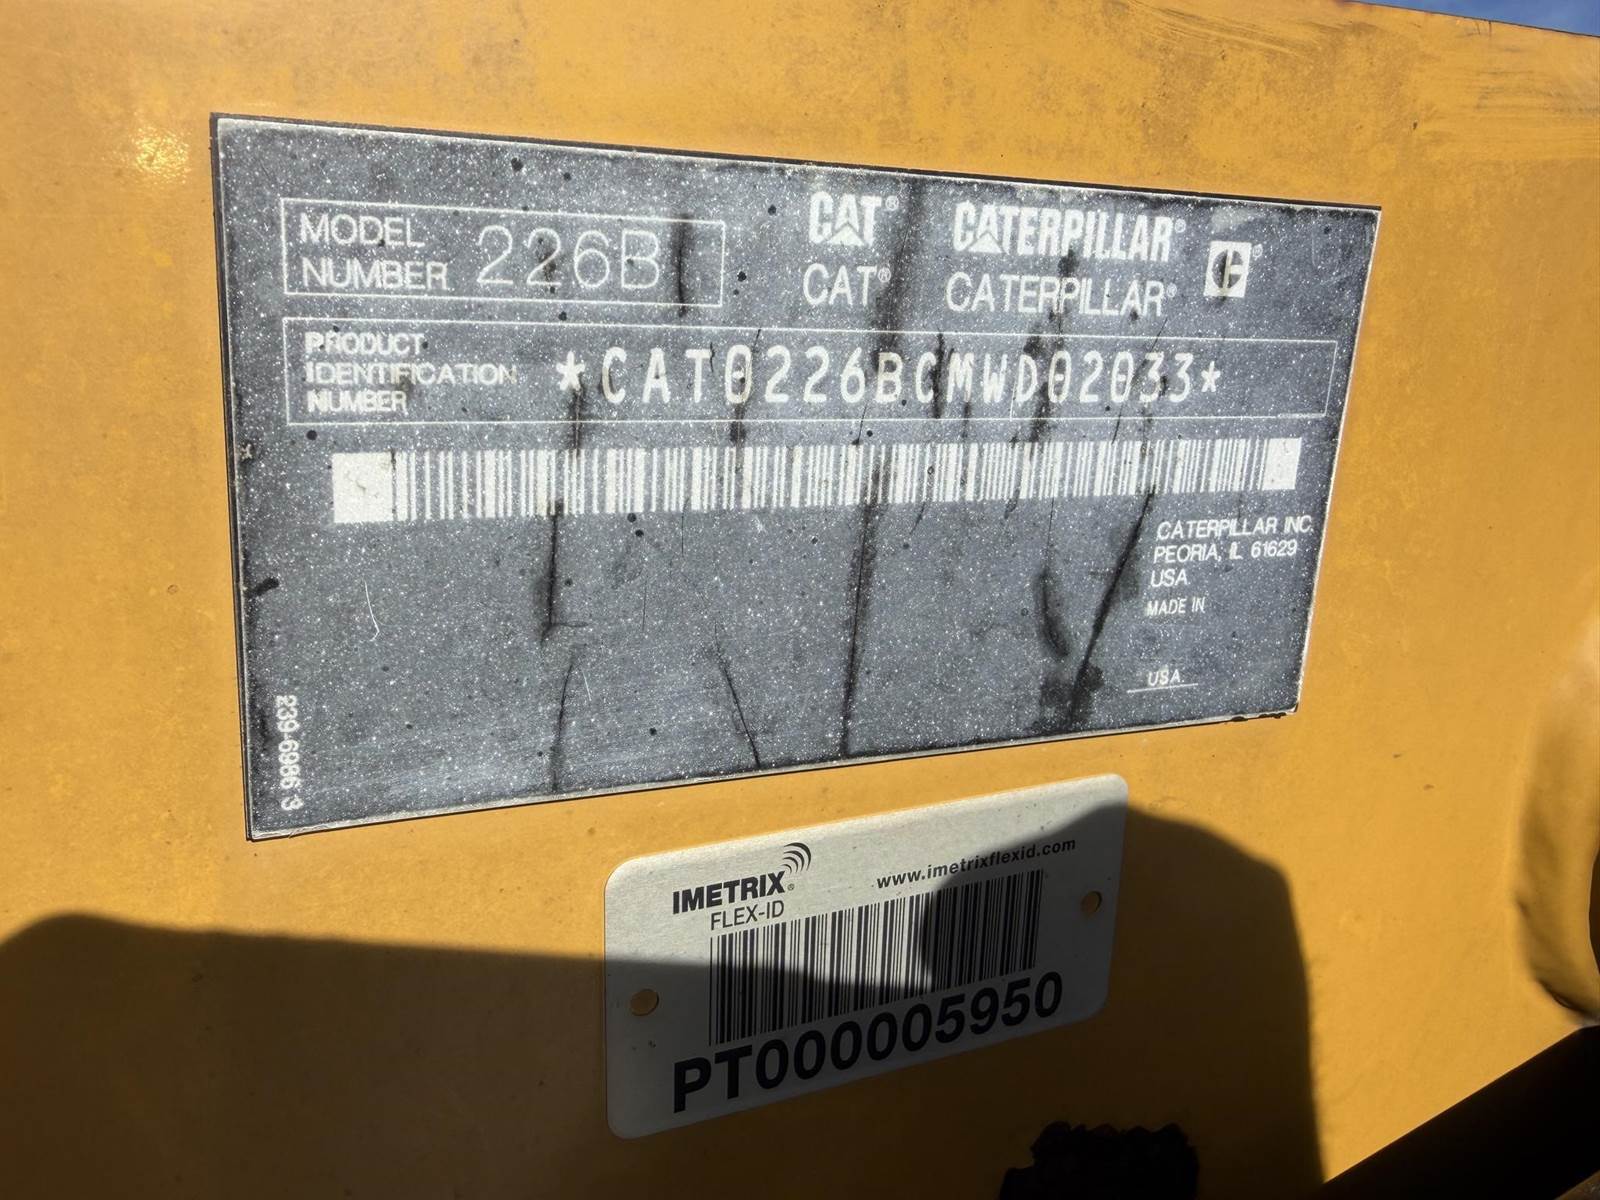 MODEL
NUMBER 226B
CAT® CATERPILLAR®
CAT® CATERPILLAR®
PRODUCT
IDENTIFICATION
NUMBER
*CAT0226BCMWD02033*
CATERPILLAR INC.
PEORIA, IL 61629
USA
MADE IN
USA
239-6986 3
IMETRIX®
FLEX-ID
www.imetrixflexid.com
PT000005950